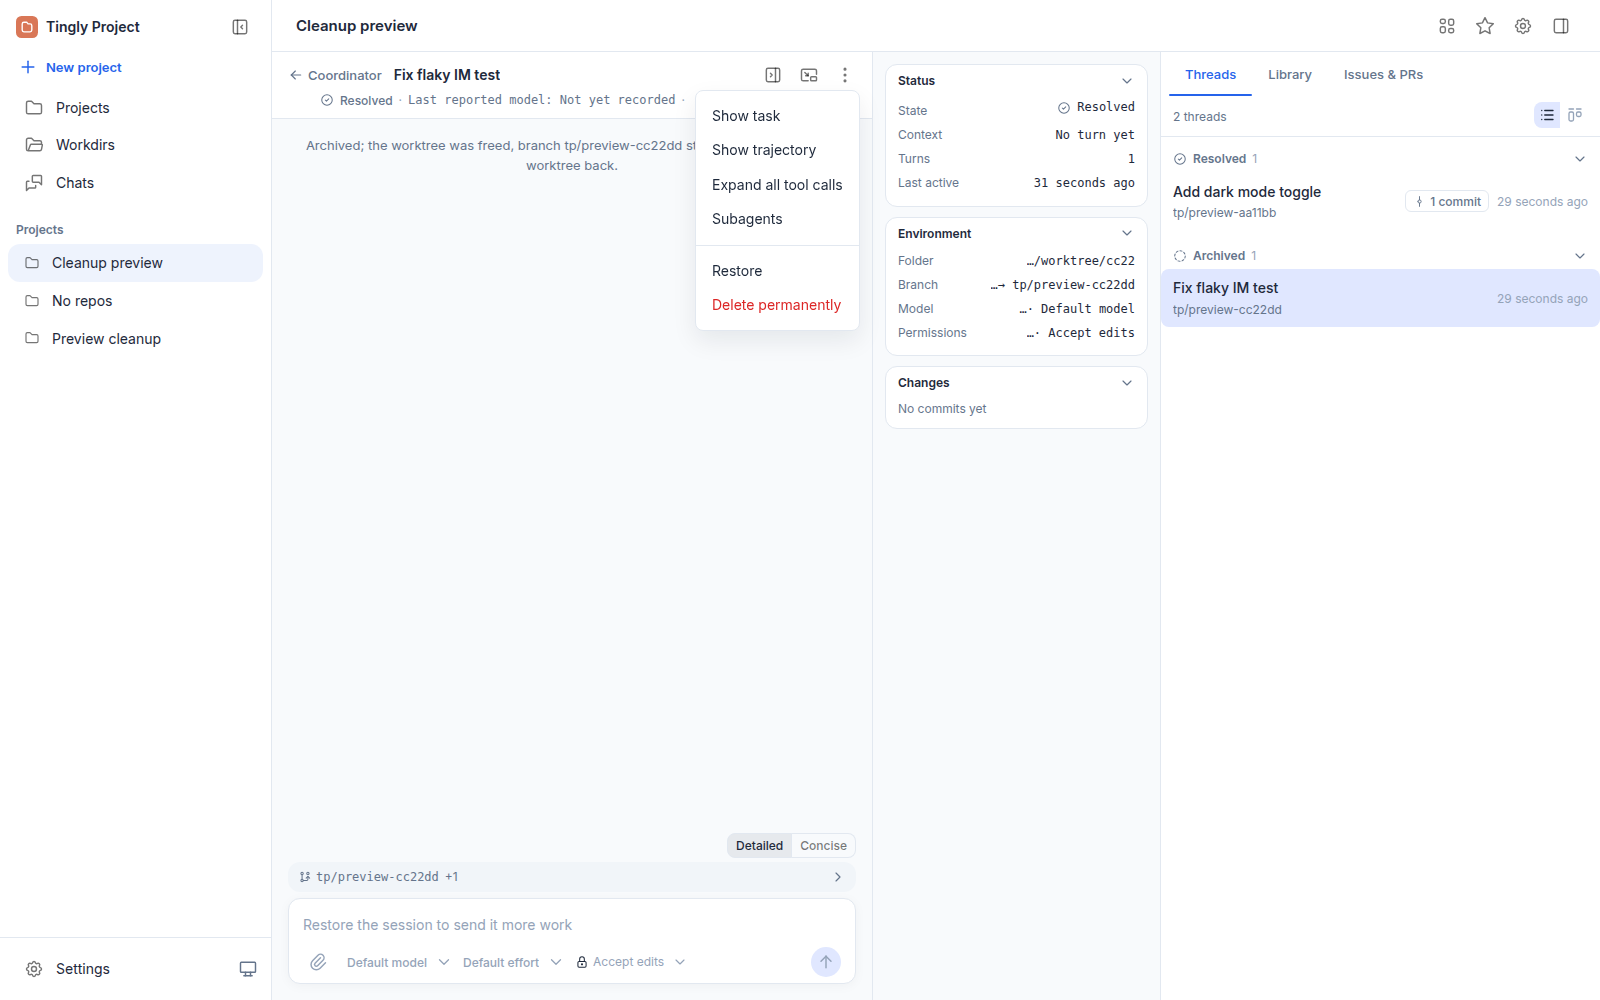 Tingly Project
New project
Projects
Workdirs
Chats
Projects
Cleanup preview
No repos
Preview cleanup
Settings
Cleanup preview
Coordinator
Fix flaky IM test
Resolved · Last reported model: Not yet recorded ·
Archived; the worktree was freed, branch tp/preview-cc22dd
worktree back.
Show task
Show trajectory
Expand all tool calls
Subagents
Restore
Delete permanently
Detailed
Concise
tp/preview-cc22dd +1
Restore the session to send it more work
Default model
Default effort
Accept edits
Status
State
Resolved
Context
No turn yet
Turns
1
Last active
31 seconds ago
Environment
Folder
…/worktree/cc22
Branch
…→ tp/preview-cc22dd
Model
…· Default model
Permissions
…· Accept edits
Changes
No commits yet
Threads
Library
Issues & PRs
2 threads
Resolved 1
Add dark mode toggle
tp/preview-aa11bb
1 commit
29 seconds ago
Archived 1
Fix flaky IM test
tp/preview-cc22dd
29 seconds ago